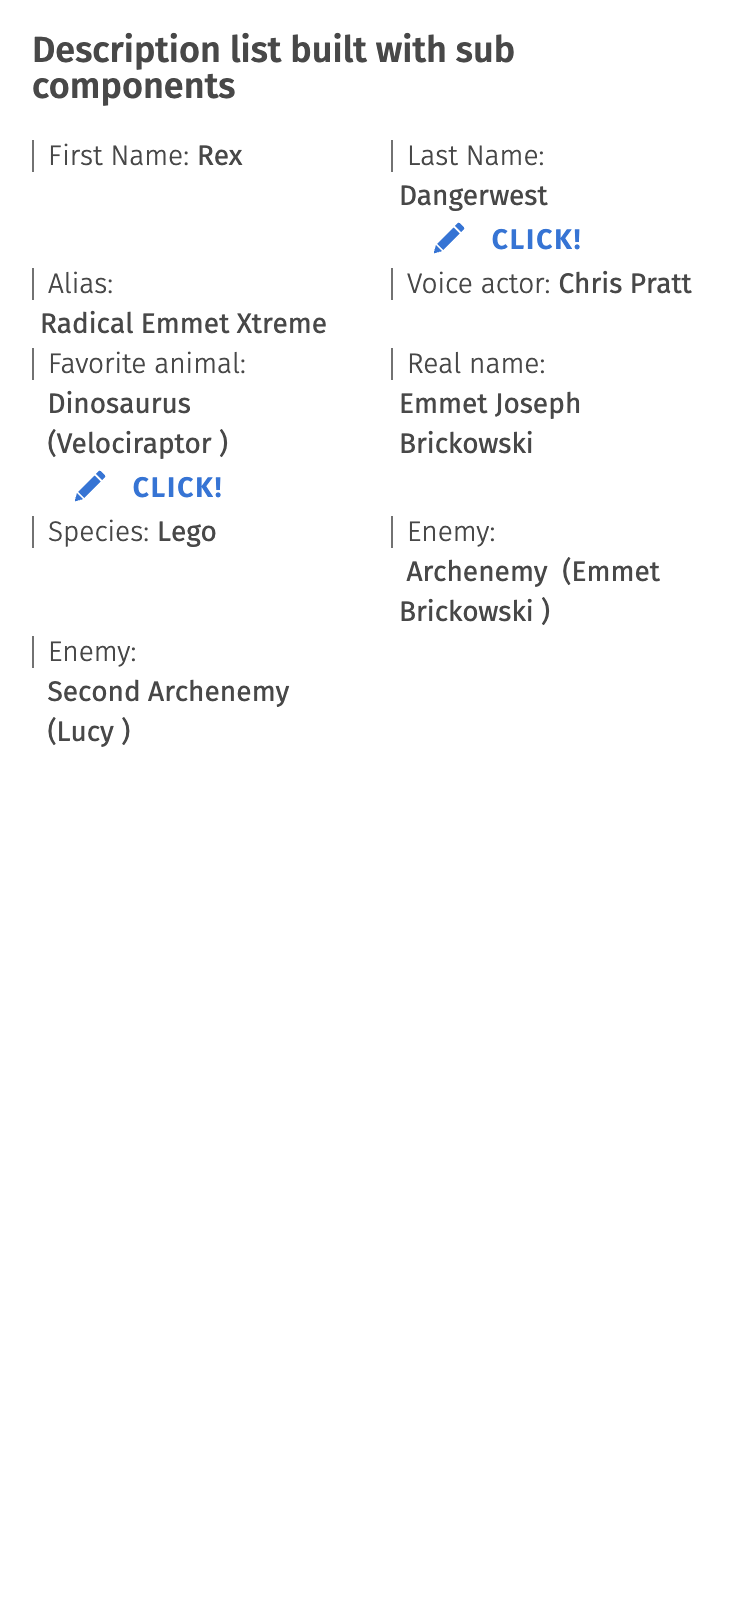 Description list built with sub
components
First Name: Rex
Last Name:
Dangerwest
CLICK!
Alias:
Radical Emmet Xtreme
Voice actor: Chris Pratt
Favorite animal:
Dinosaurus
(Velociraptor )
CLICK!
Real name:
Emmet Joseph
Brickowski
Species: Lego
Enemy:
Archenemy  (Emmet
Brickowski )
Enemy:
Second Archenemy
(Lucy )